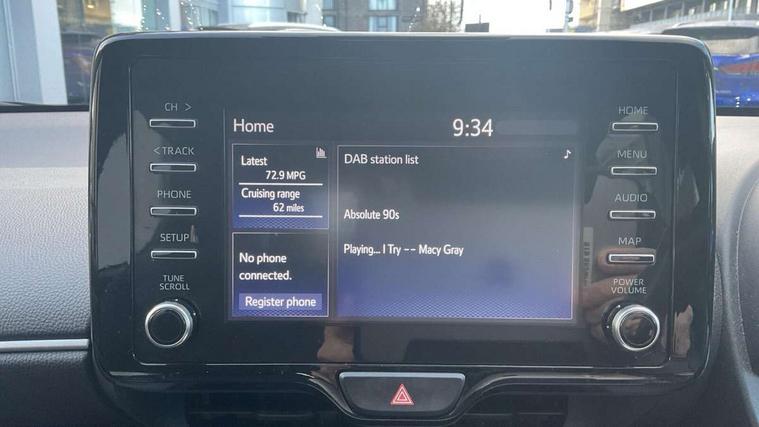 CH >
< TRACK
PHONE
SETUP
TUNE
SCROLL
Home
9:34
Latest
72.9 MPG
Cruising range
62 miles
No phone
connected.
Register phone
DAB station list
Absolute 90s
Playing... I Try -- Macy Gray
HOME
MENU
AUDIO
MAP
POWER
VOLUME